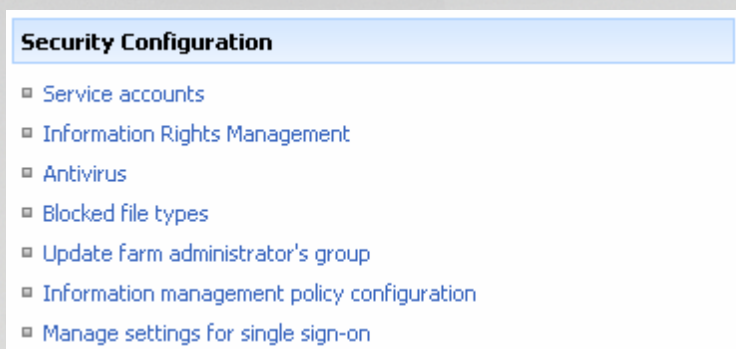 Security Configuration
Service accounts
Information Rights Management
Antivirus
Blocked file types
Update farm administrator's group
Information management policy configuration
Manage settings for single sign-on